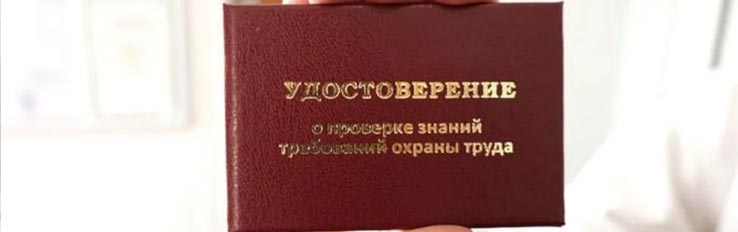 УДОСТОВЕРЕНИЕ
о проверке знаний
требований охраны труда